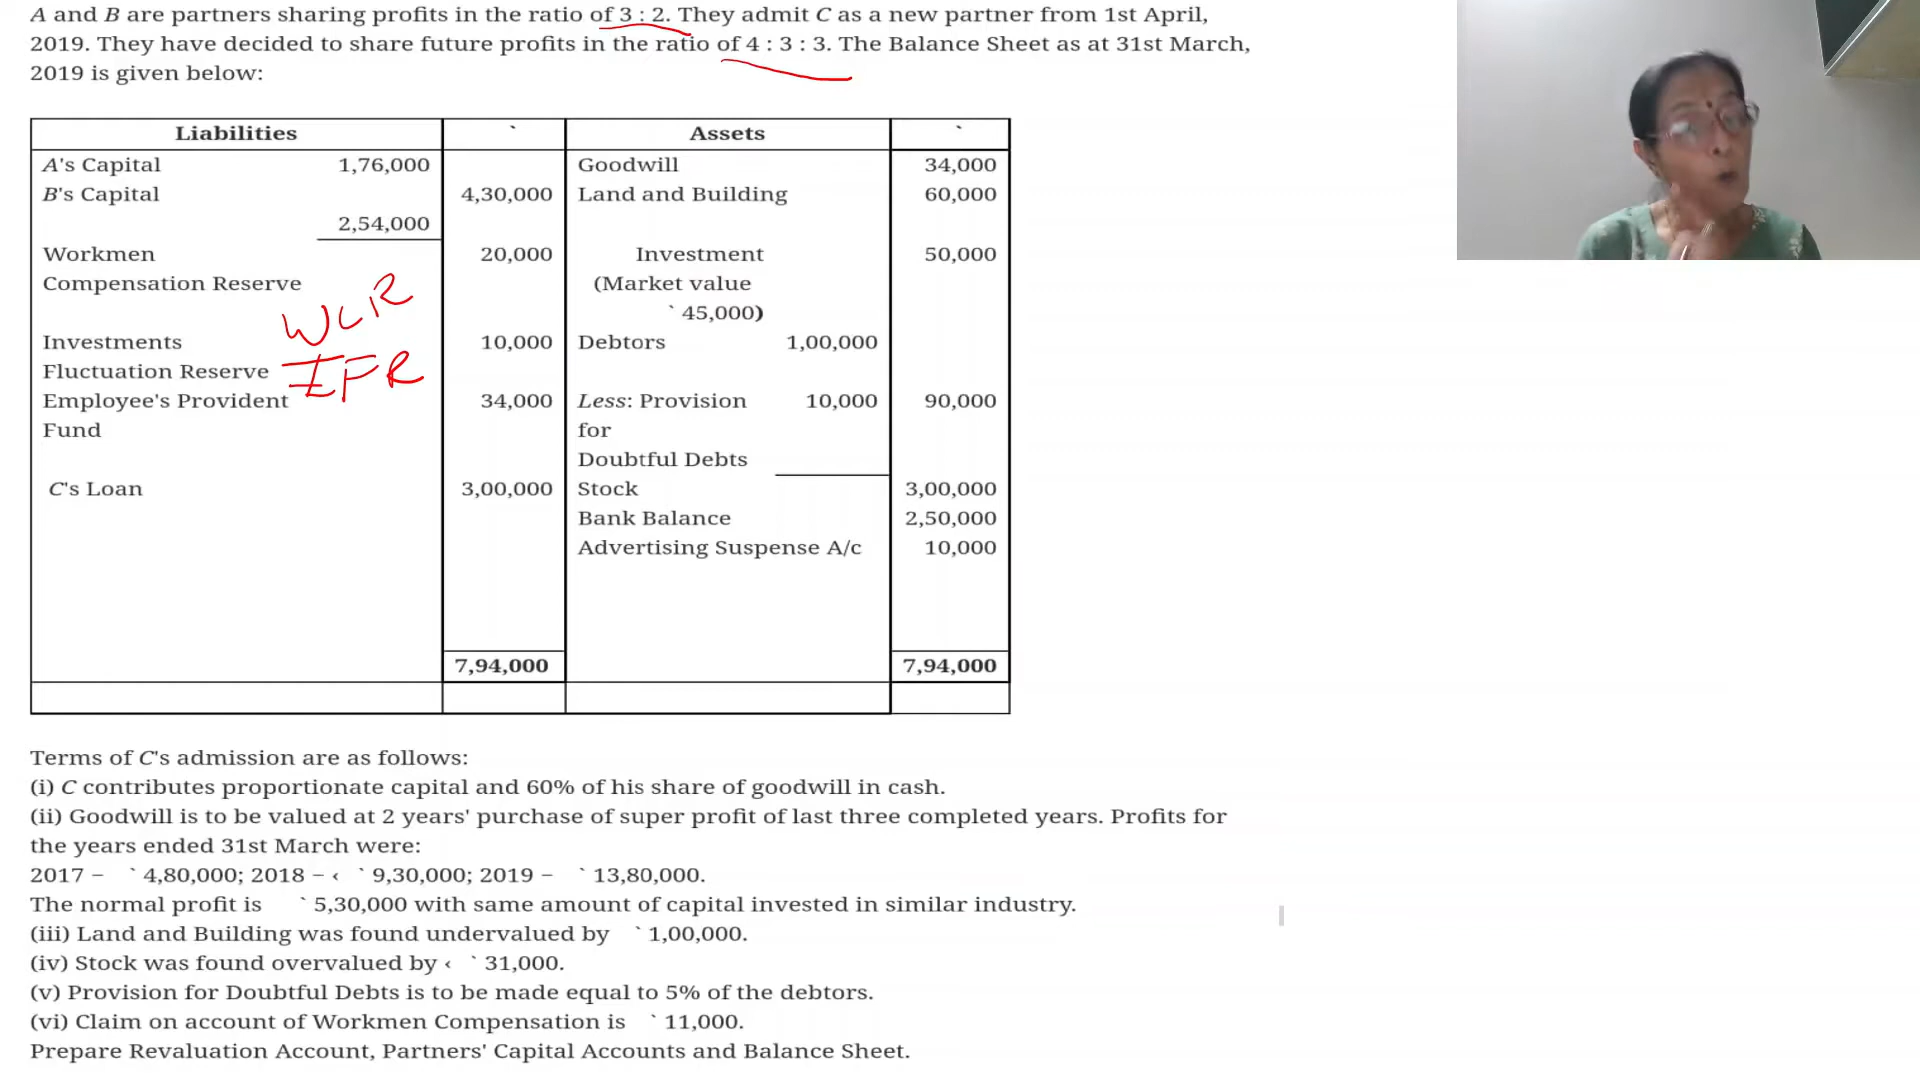 A and B are partners sharing profits in the ratio of 3 : 2. They admit C as a new partner from 1st April,
2019. They have decided to share future profits in the ratio of 4 : 3 : 3. The Balance Sheet as at 31st March,
2019 is given below:
Liabilities ` Assets `
A's Capital 1,76,000 Goodwill 34,000
B's Capital 4,30,000 Land and Building 60,000
2,54,000
Workmen 20,000 Investment 50,000
Compensation Reserve (Market value
WCR ` 45,000)
Investments 10,000 Debtors 1,00,000
Fluctuation Reserve IFR
Employee's Provident 34,000 Less: Provision 10,000 90,000
Fund for
Doubtful Debts
C's Loan 3,00,000 Stock 3,00,000
Bank Balance 2,50,000
Advertising Suspense A/c 10,000
7,94,000 7,94,000
Terms of C's admission are as follows:
(i) C contributes proportionate capital and 60% of his share of goodwill in cash.
(ii) Goodwill is to be valued at 2 years' purchase of super profit of last three completed years. Profits for
the years ended 31st March were:
2017 − ` 4,80,000; 2018 − ‹ ` 9,30,000; 2019 − ` 13,80,000.
The normal profit is ` 5,30,000 with same amount of capital invested in similar industry.
(iii) Land and Building was found undervalued by ` 1,00,000.
(iv) Stock was found overvalued by ‹ ` 31,000.
(v) Provision for Doubtful Debts is to be made equal to 5% of the debtors.
(vi) Claim on account of Workmen Compensation is ` 11,000.
Prepare Revaluation Account, Partners' Capital Accounts and Balance Sheet.